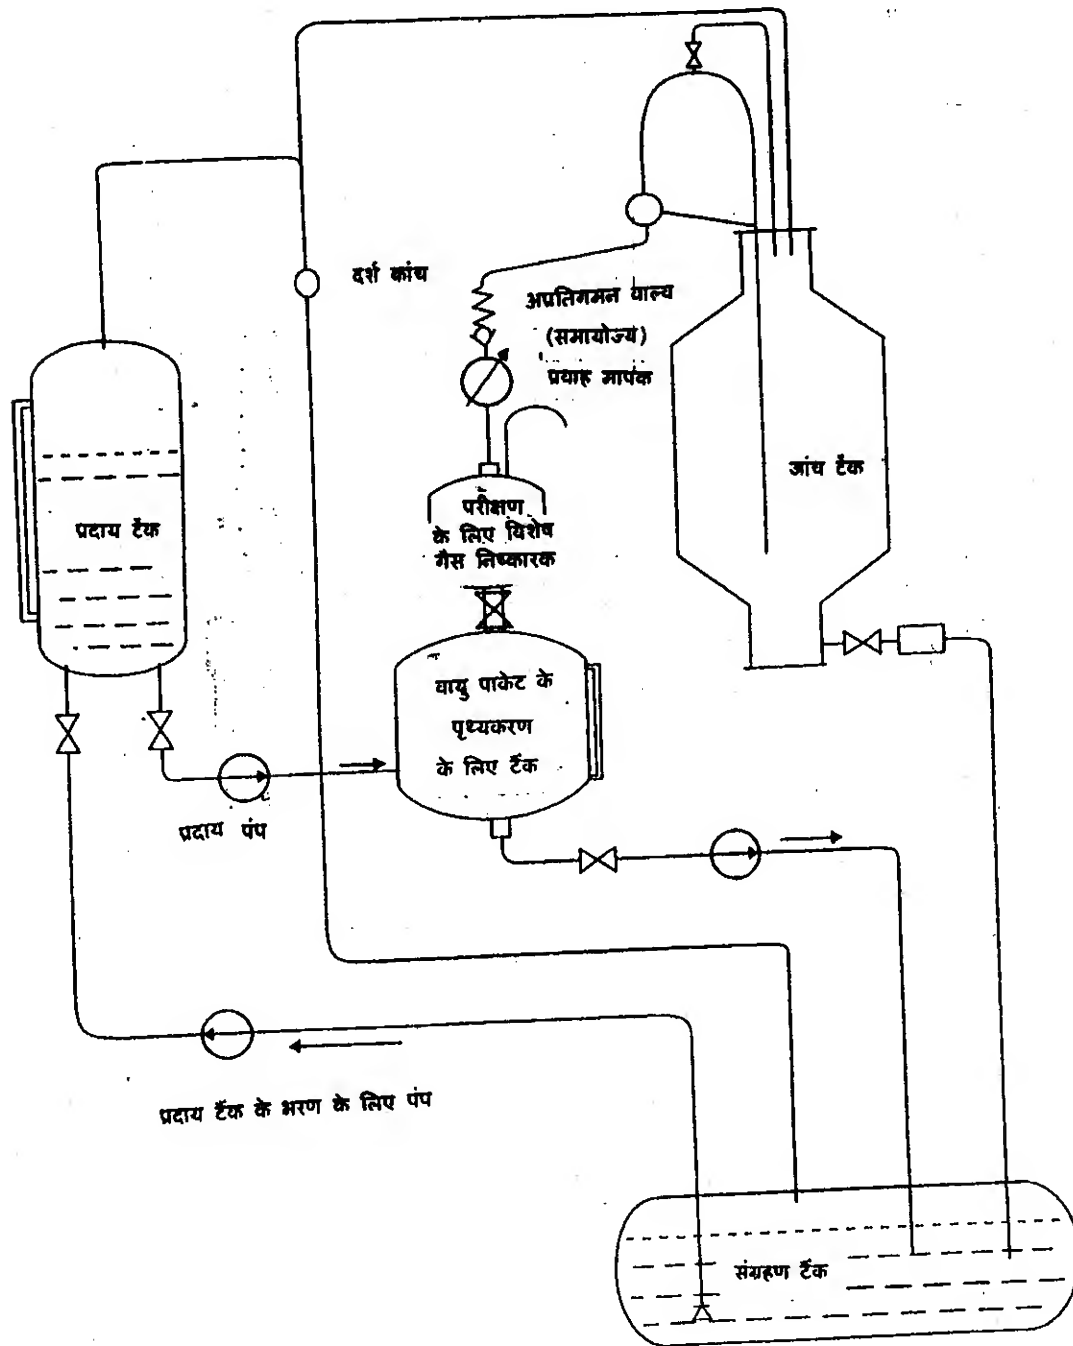 दर्श कांच
अप्रतिगमन वाल्व
(समायोज्य)
प्रवाह मापक
जांच टैंक
परीक्षण
के लिए विशेष
गैस निष्कारक
प्रदाय टैंक
वायु पाकेट के
पृथ्यकरण
के लिए टैंक
प्रदाय पंप
प्रदाय टैंक के भरण के लिए पंप
संग्रहण टैंक